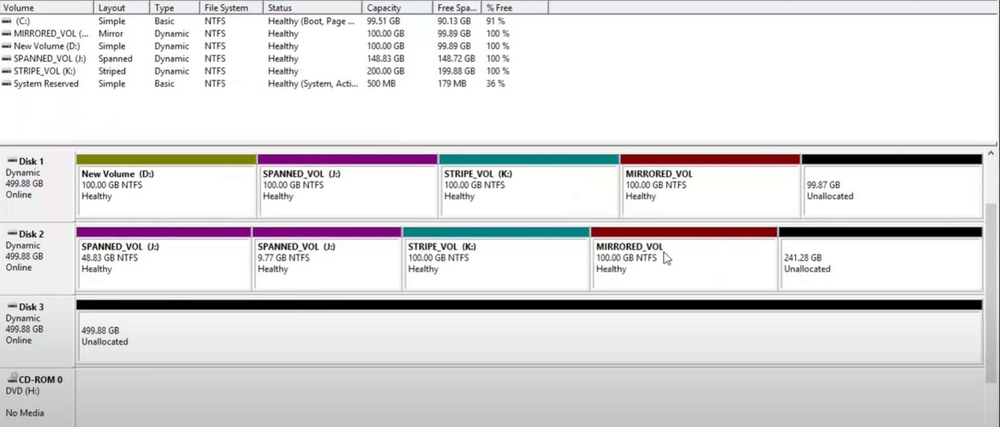 Volume Layout Type File System Status Capacity Free Spa... % Free
(C:) Simple Basic NTFS Healthy (Boot, Page ... 99.51 GB 90.13 GB 91 %
MIRRORED_VOL (... Mirror Dynamic NTFS Healthy 100.00 GB 99.89 GB 100 %
New Volume (D:) Simple Dynamic NTFS Healthy 100.00 GB 99.89 GB 100 %
SPANNED_VOL (J:) Spanned Dynamic NTFS Healthy 148.83 GB 148.72 GB 100 %
STRIPE_VOL (K:) Striped Dynamic NTFS Healthy 200.00 GB 199.88 GB 100 %
System Reserved Simple Basic NTFS Healthy (System, Acti... 500 MB 179 MB 36 %
Disk 1
Dynamic
499.88 GB
Online
New Volume (D:)
100.00 GB NTFS
Healthy
SPANNED_VOL (J:)
100.00 GB NTFS
Healthy
STRIPE_VOL (K:)
100.00 GB NTFS
Healthy
MIRRORED_VOL
100.00 GB NTFS
Healthy
99.87 GB
Unallocated
Disk 2
Dynamic
499.88 GB
Online
SPANNED_VOL (J:)
48.83 GB NTFS
Healthy
SPANNED_VOL (J:)
9.77 GB NTFS
Healthy
STRIPE_VOL (K:)
100.00 GB NTFS
Healthy
MIRRORED_VOL
100.00 GB NTFS
Healthy
241.28 GB
Unallocated
Disk 3
Dynamic
499.88 GB
Online
499.88 GB
Unallocated
CD-ROM 0
DVD (H:)
No Media